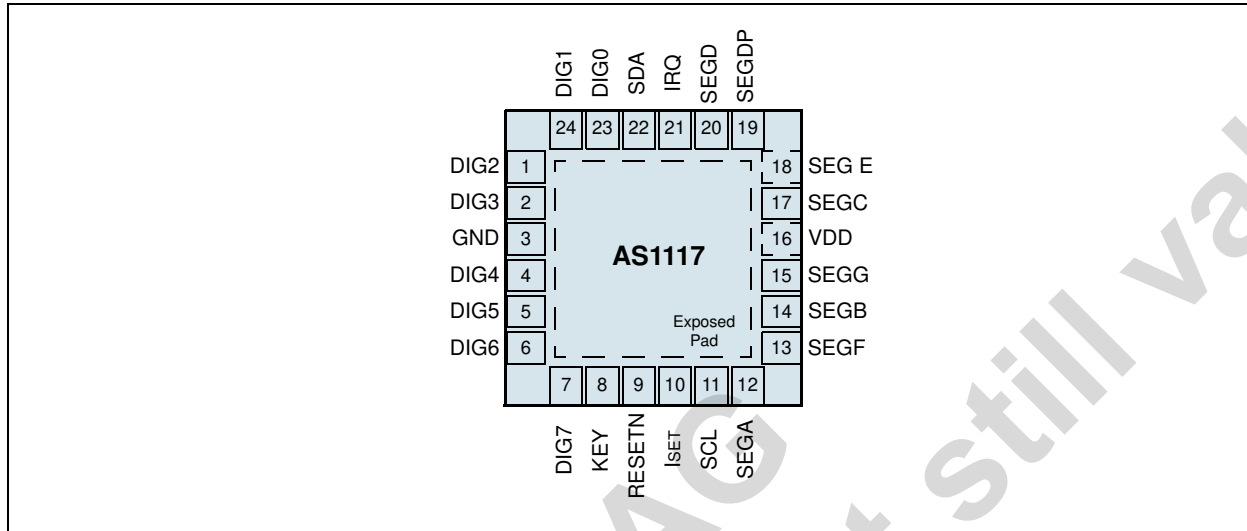 DIG1 DIG0 SDA IRQ SEGD SEGDP
24 23 22 21 20 19
DIG2 1 18 SEG E
DIG3 2 17 SEGC
GND 3 16 VDD
AS1117
DIG4 4 15 SEGG
DIG5 5 14 SEGB
Exposed
Pad
DIG6 6 13 SEGF
7 8 9 10 11 12
DIG7 KEY RESETN ISET SCL SEGA
AG
still